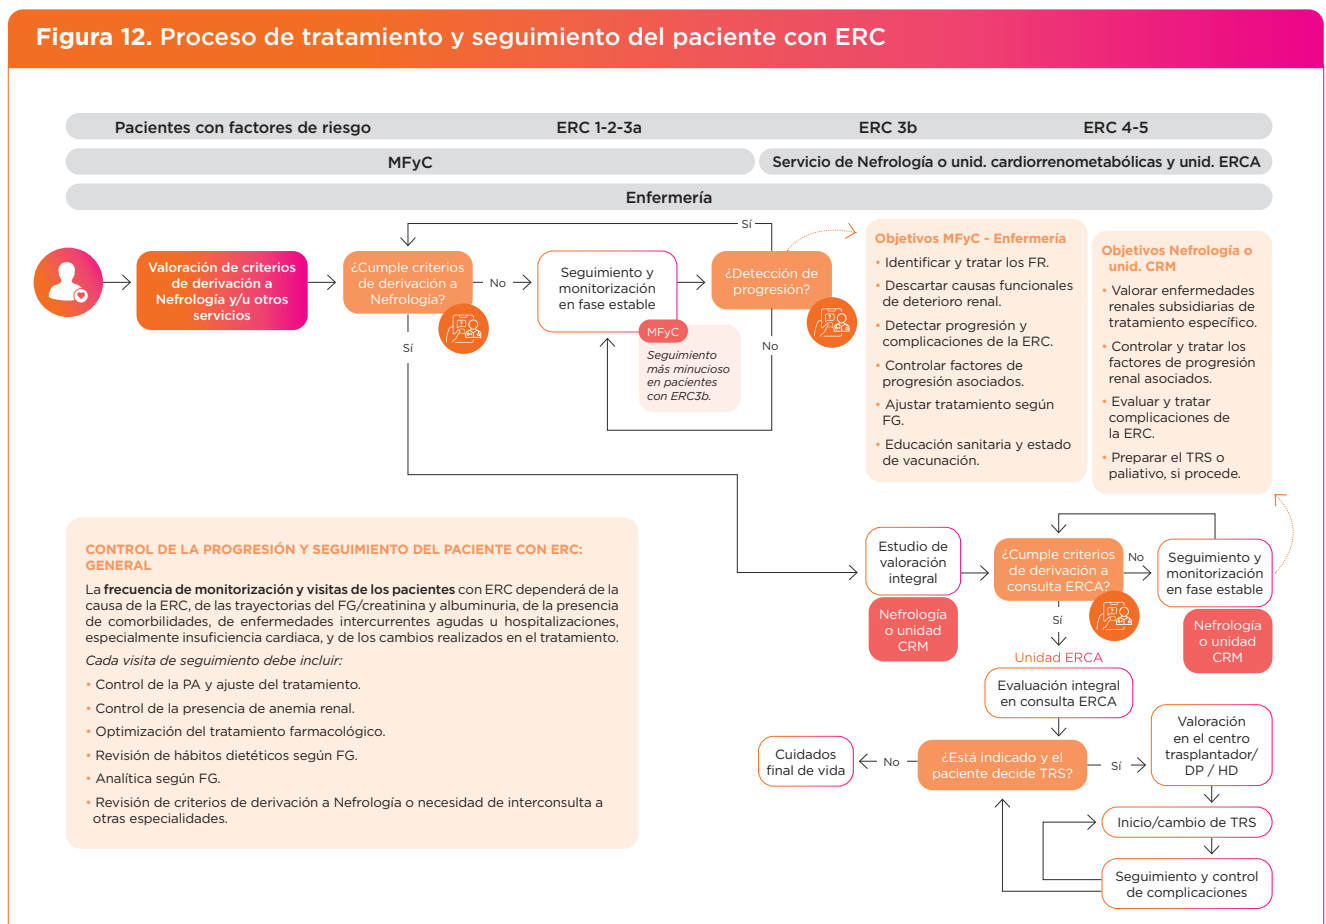 Figura 12. Proceso de tratamiento y seguimiento del paciente con ERC
Pacientes con factores de riesgo
ERC 1-2-3a
ERC 3b
ERC 4-5
MFyC
Servicio de Nefrología o unid. cardiorrenometabólicas y unid. ERCA
Enfermería
Valoración de criterios
de derivación a
Nefrología y/u otros
servicios
¿Cumple criterios
de derivación a
Nefrología?
No
Sí
Seguimiento y
monitorización
en fase estable
MFyC
Seguimiento
más minucioso
en pacientes
con ERC3b.
Sí
¿Detección de
progresión?
No
Objetivos MFyC - Enfermería
• Identificar y tratar los FR.
• Descartar causas funcionales
de deterioro renal.
• Detectar progresión y
complicaciones de la ERC.
• Controlar factores de
progresión asociados.
• Ajustar tratamiento según
FG.
• Educación sanitaria y estado
de vacunación.
Objetivos Nefrología o
unid. CRM
• Valorar enfermedades
renales subsidiarias de
tratamiento específico.
• Controlar y tratar los
factores de progresión
renal asociados.
• Evaluar y tratar
complicaciones de
la ERC.
• Preparar el TRS o
paliativo, si procede.
CONTROL DE LA PROGRESIÓN Y SEGUIMIENTO DEL PACIENTE CON ERC:
GENERAL
La frecuencia de monitorización y visitas de los pacientes con ERC dependerá de la
causa de la ERC, de las trayectorias del FG/creatinina y albuminuria, de la presencia
de comorbilidades, de enfermedades intercurrentes agudas u hospitalizaciones,
especialmente insuficiencia cardiaca, y de los cambios realizados en el tratamiento.
Cada visita de seguimiento debe incluir:
• Control de la PA y ajuste del tratamiento.
• Control de la presencia de anemia renal.
• Optimización del tratamiento farmacológico.
• Revisión de hábitos dietéticos según FG.
• Analítica según FG.
• Revisión de criterios de derivación a Nefrología o necesidad de interconsulta a
otras especialidades.
Estudio de
valoración
integral
Nefrología
o unidad
CRM
¿Cumple criterios
de derivación a
consulta ERCA?
No
Sí
Seguimiento y
monitorización
en fase estable
Nefrología
o unidad
CRM
Unidad ERCA
Evaluación integral
en consulta ERCA
Cuidados
final de vida
No
¿Está indicado y el
paciente decide TRS?
Sí
Valoración
en el centro
trasplantador/
DP / HD
Inicio/cambio de TRS
Seguimiento y control
de complicaciones